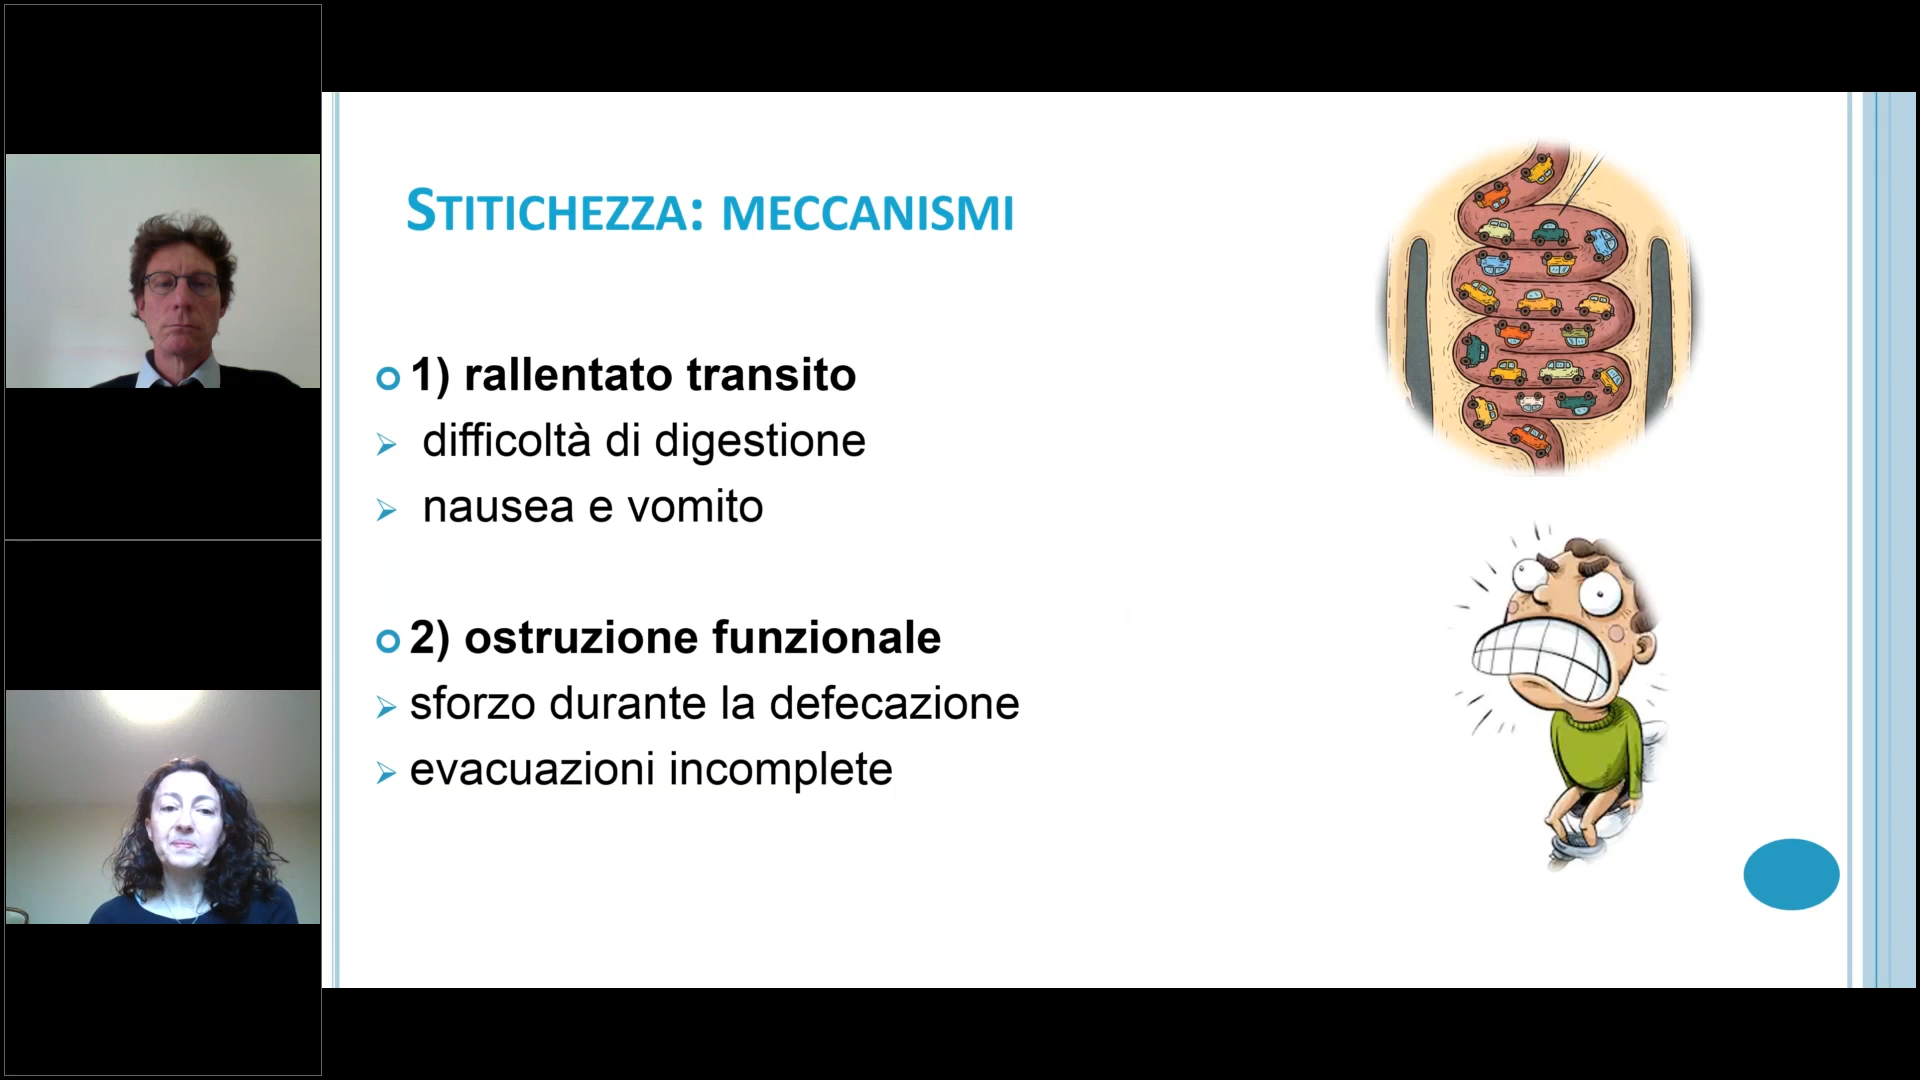 Stitichezza: meccanismi
1) rallentato transito
difficoltà di digestione
nausea e vomito
2) ostruzione funzionale
sforzo durante la defecazione
evacuazioni incomplete